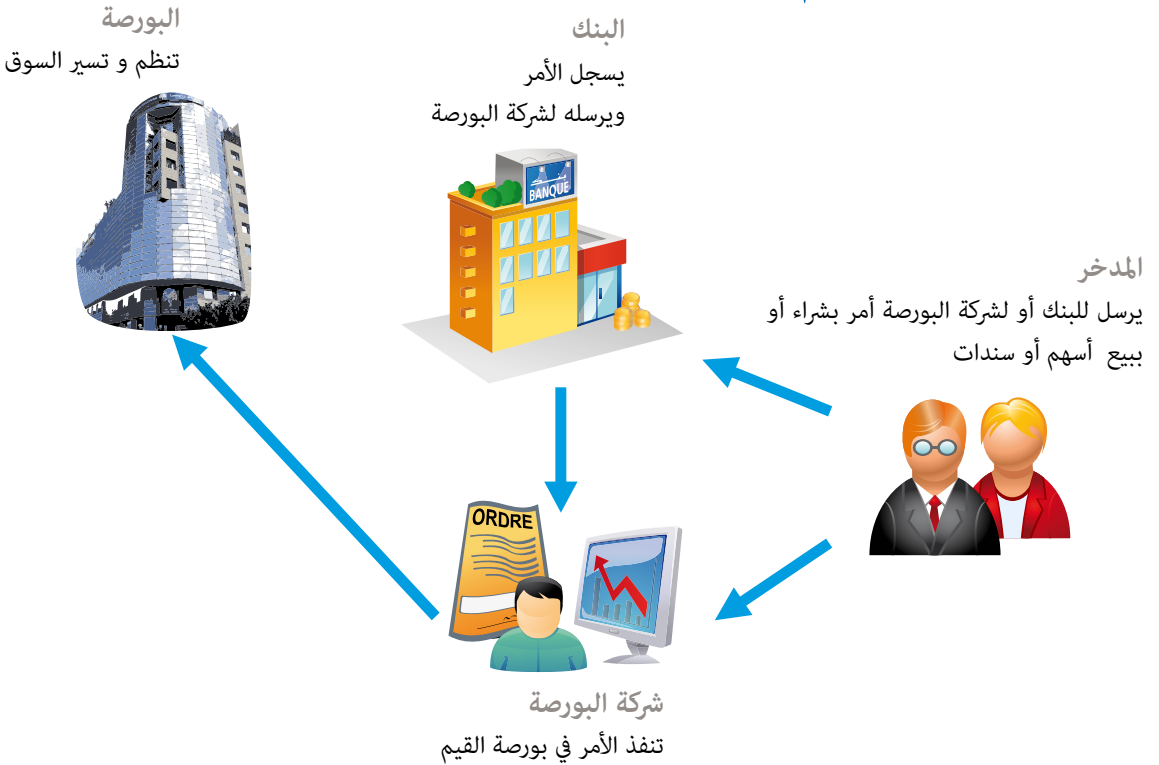 البورصة
تنظم و تسير السوق
البنك
يسجل الأمر
ويرسله لشركة البورصة
بنك
BANQUE
المدخر
يرسل للبنك أو لشركة البورصة أمر بشراء أو
ببيع أسهم أو سندات
ORDRE
شركة البورصة
تنفذ الأمر في بورصة القيم